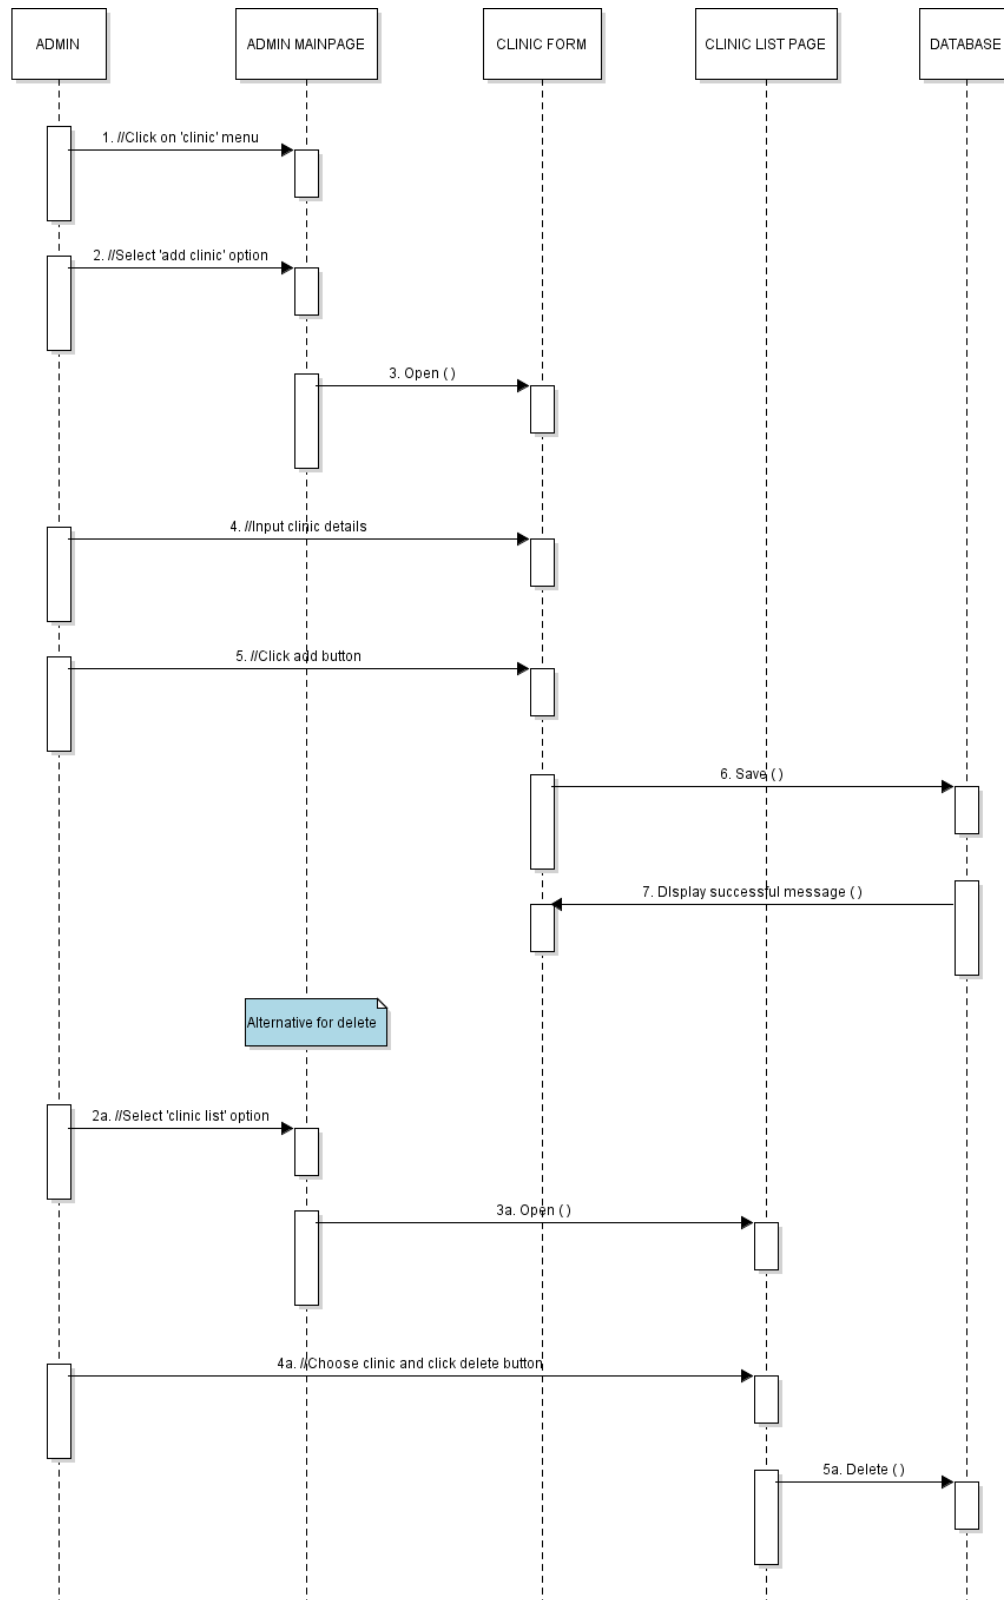 ADMIN
ADMIN MAINPAGE
CLINIC FORM
CLINIC LIST PAGE
DATABASE
1. //Click on 'clinic' menu
2. //Select 'add clinic' option
3. Open ( )
4. //Input clinic details
5. //Click add button
6. Save ( )
7. DIsplay successful message ( )
Alternative for delete
2a. //Select 'clinic list' option
3a. Open ( )
4a. //Choose clinic and click delete button
5a. Delete ( )